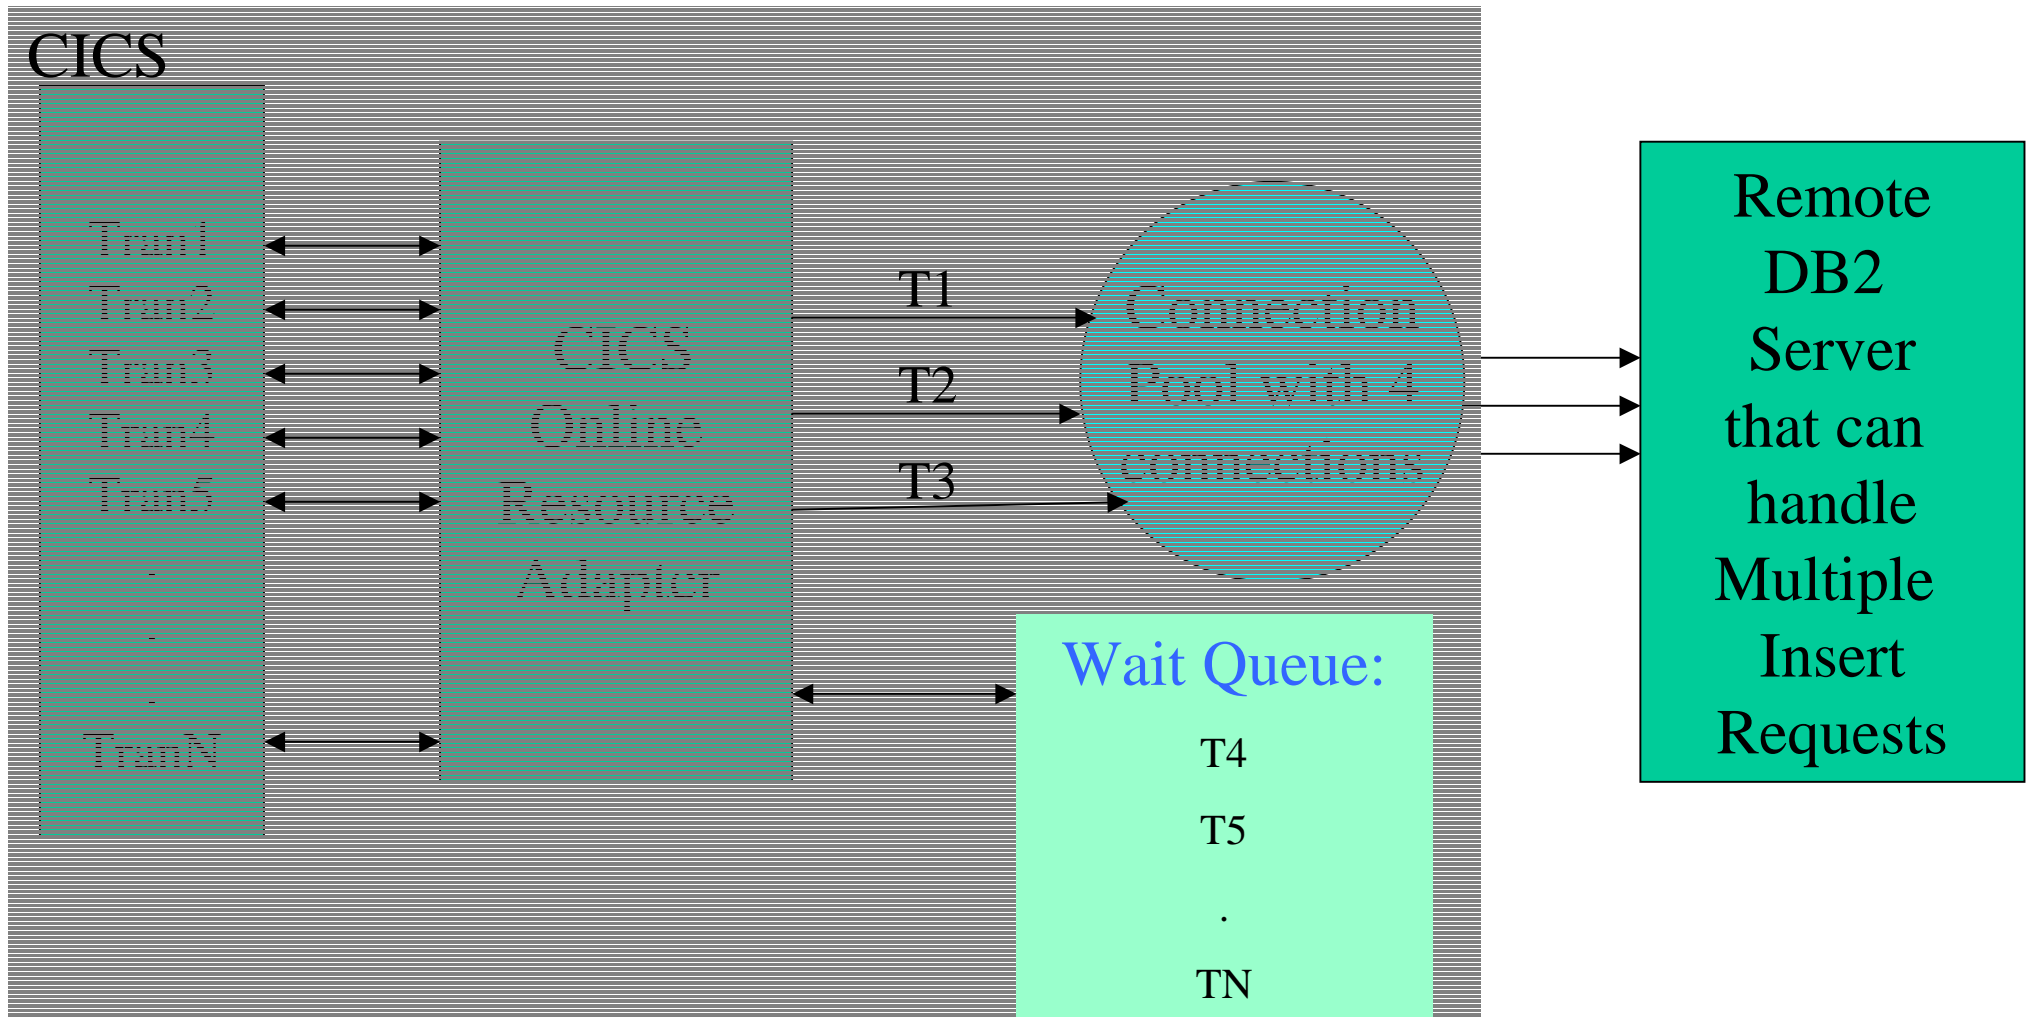 CICS
Tran1
Tran2
Tran3
Tran4
Tran5
.
.
.
TranN
CICS
Online
Resource
Adapter
T1
T2
T3
Connection
Pool with 4
connections
Wait Queue:
T4
T5
.
TN
Remote
DB2
Server
that can
handle
Multiple
Insert
Requests